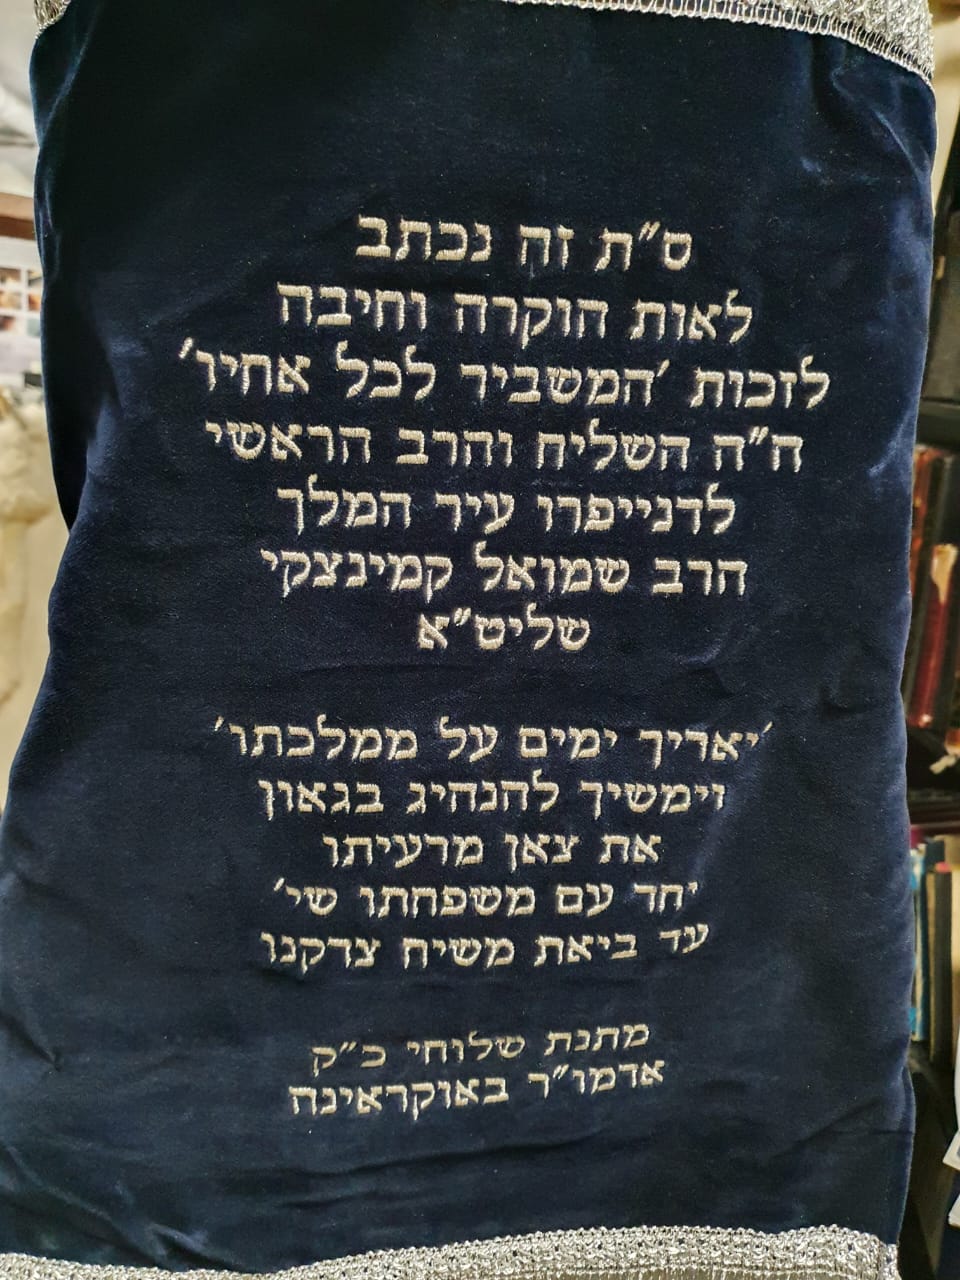 ס״ת זה נכתב
לאות הוקרה וחיבה
לזכות 'המשביר לכל אחיו'
ח״ה השליח והרב הראשי
לדנייפרו עיר המלך
הרב שמואל קמינצקי
שליט״א
'יאריך ימים על ממלכתו'
וימשיך להנהיג בגאון
את צאן מרעיתו
יחד עם משפחתו שי'
עד ביאת משיח צדקנו
מתנת שלוחי כ״ק
אדמו״ר באוקראינה